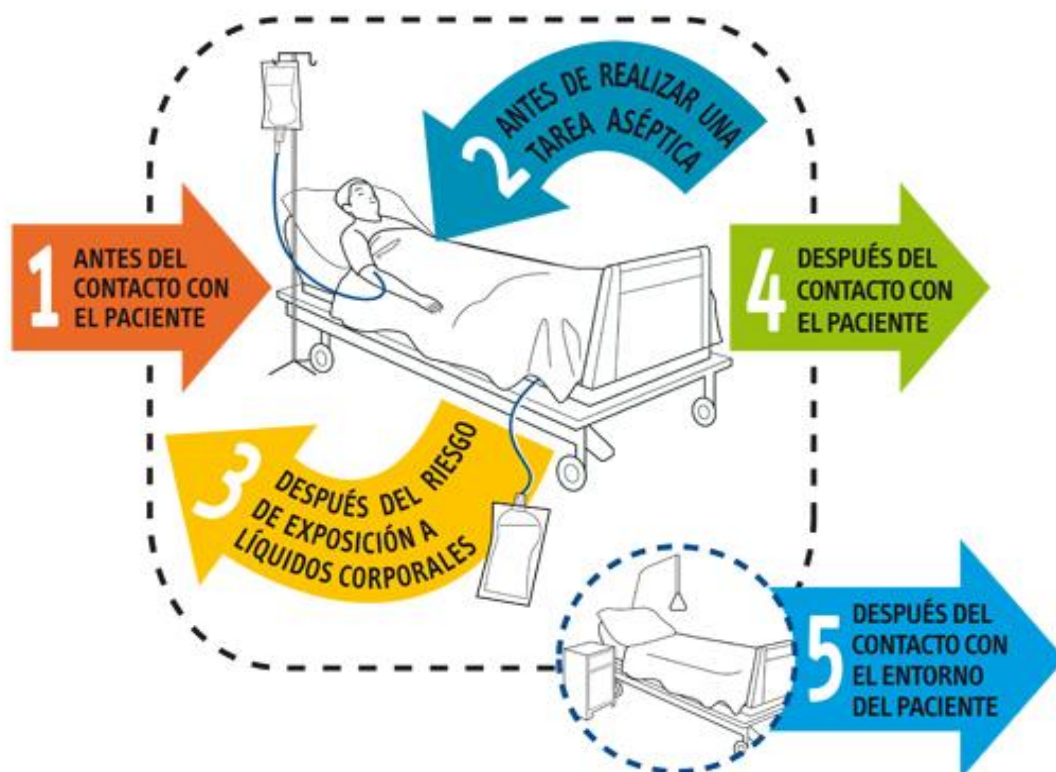 1
ANTES DEL
CONTACTO CON
EL PACIENTE
2
ANTES DE REALIZAR UNA
TAREA ASÉPTICA
3
DESPUÉS DEL RIESGO
DE EXPOSICIÓN A
LÍQUIDOS CORPORALES
4
DESPUÉS DEL
CONTACTO CON
EL PACIENTE
5
DESPUÉS DEL
CONTACTO CON
EL ENTORNO
DEL PACIENTE